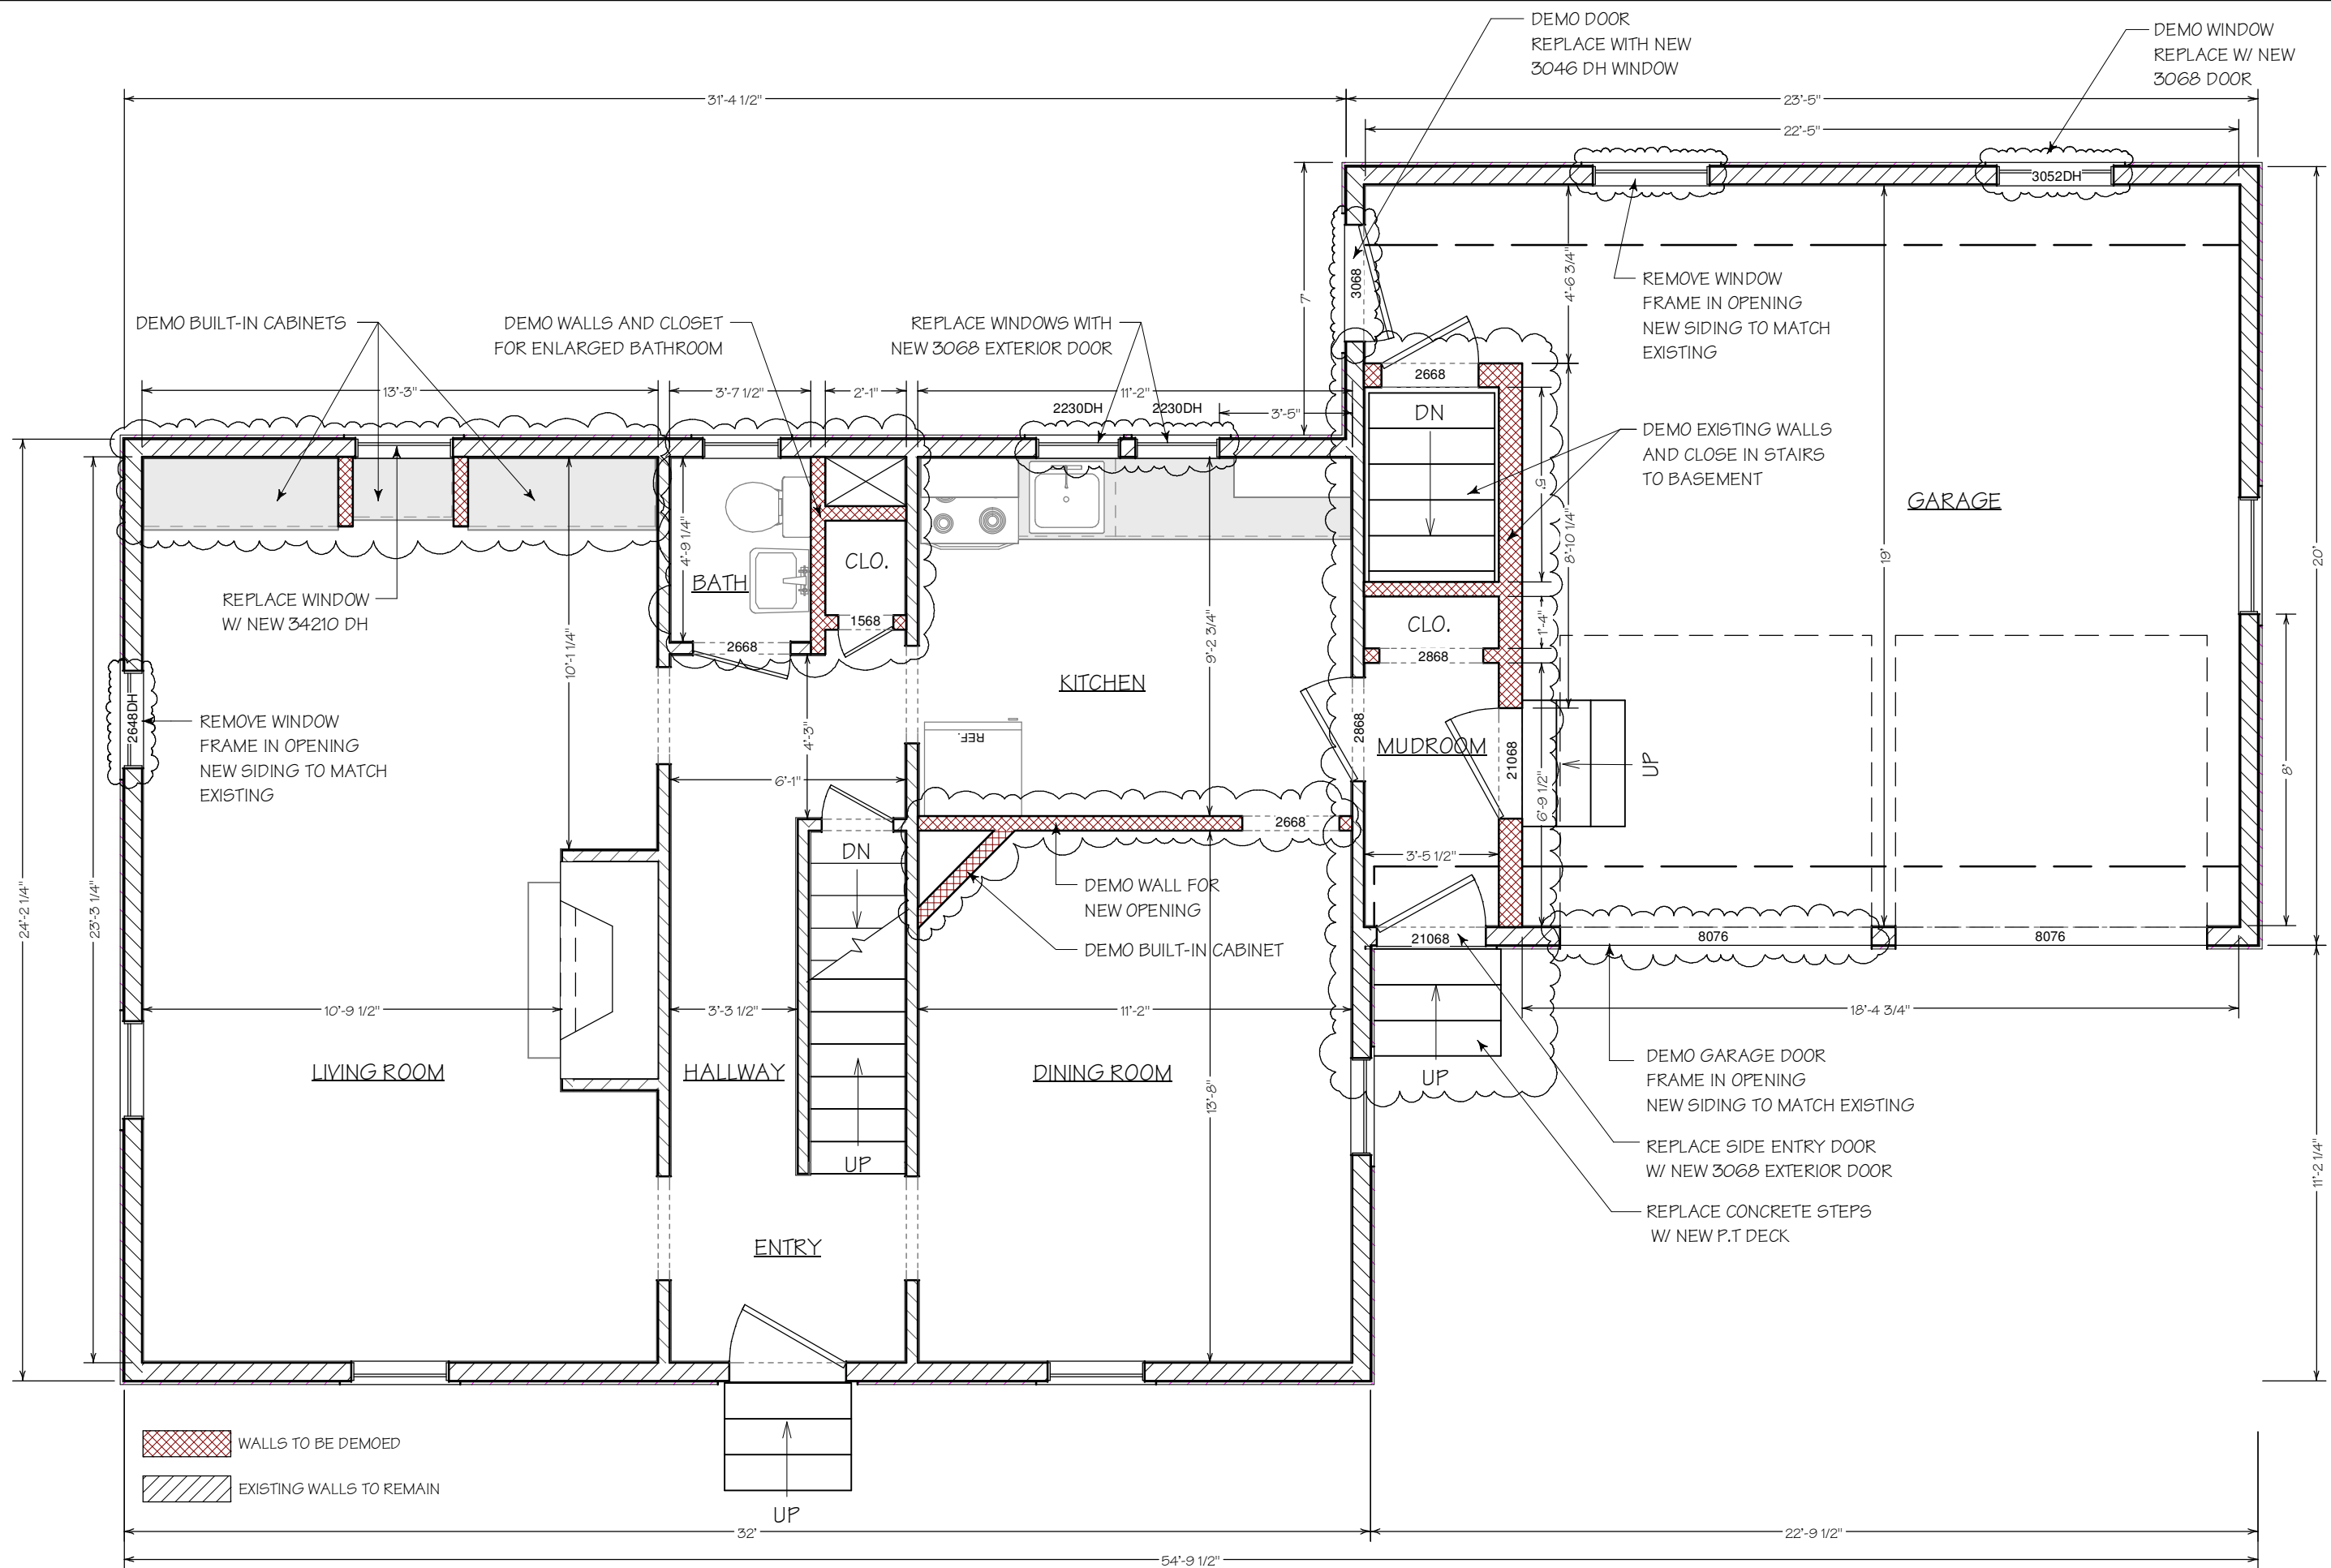 DEMO DOOR
REPLACE WITH NEW
3046 DH WINDOW
DEMO WINDOW
REPLACE W/ NEW
3068 DOOR
31'-4 1/2"
23'-5"
22'-5"
3052DH
7'
3068
4'-6 3/4"
REMOVE WINDOW
FRAME IN OPENING
NEW SIDING TO MATCH
EXISTING
DEMO BUILT-IN CABINETS
DEMO WALLS AND CLOSET
FOR ENLARGED BATHROOM
REPLACE WINDOWS WITH
NEW 3068 EXTERIOR DOOR
13'-3"
3'-7 1/2"
2'-1"
11'-2"
2230DH
2230DH
3'-5"
2668
DN
DEMO EXISTING WALLS
AND CLOSE IN STAIRS
TO BASEMENT
5'
8'-10 1/4"
19'
GARAGE
20'
4'-9 1/4"
BATH
CLO.
1568
2668
REPLACE WINDOW
W/ NEW 34210 DH
10'-1 1/4"
9'-2 3/4"
KITCHEN
CLO.
1'-4"
2868
2648DH
REMOVE WINDOW
FRAME IN OPENING
NEW SIDING TO MATCH
EXISTING
4'-3"
6'-1"
REF.
2868
MUDROOM
21068
UP
6'-9 1/2"
8'
2668
DN
3'-5 1/2"
DEMO WALL FOR
NEW OPENING
DEMO BUILT-IN CABINET
24'-2 1/4"
23'-3 1/4"
21068
8076
8076
10'-9 1/2"
3'-3 1/2"
11'-2"
18'-4 3/4"
LIVING ROOM
HALLWAY
DINING ROOM
13'-8"
UP
UP
DEMO GARAGE DOOR
FRAME IN OPENING
NEW SIDING TO MATCH EXISTING
REPLACE SIDE ENTRY DOOR
W/ NEW 3068 EXTERIOR DOOR
REPLACE CONCRETE STEPS
W/ NEW P.T DECK
11'-2 1/4"
ENTRY
WALLS TO BE DEMOED
EXISTING WALLS TO REMAIN
UP
32'
22'-9 1/2"
54'-9 1/2"